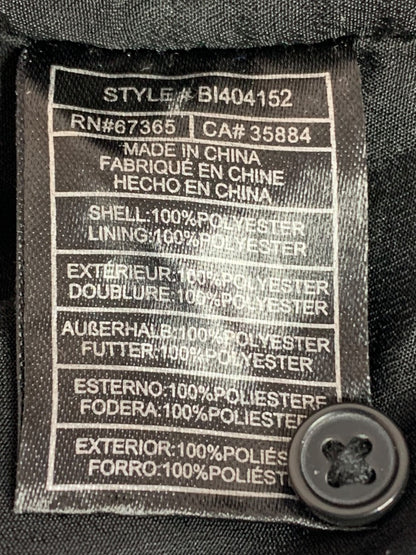 STYLE # BI404152
RN#67365 CA# 35884
MADE IN CHINA
FABRIQUÉ EN CHINE
HECHO EN CHINA
SHELL:100%POLYESTER
LINING:100%POLYESTER
EXTÉRIEUR:100%POLYESTER
DOUBLURE:100%POLYESTER
AUßERHALB:100%POLYESTER
FUTTER:100%POLYESTER
ESTERNO:100%POLIESTERE
FODERA:100%POLIESTERE
EXTERIOR:100%POLIÉS
FORRO:100%POLIÉST